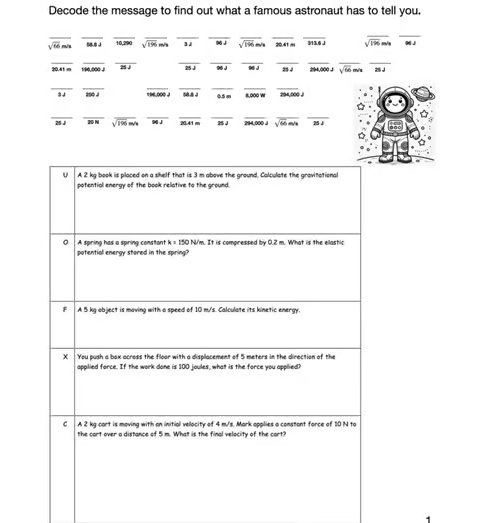 Decode the message to find out what a famous astronaut has to tell you.
√66 m/s 58.8 J 10,290 √196 m/s 3 J 96 J √196 m/s 20.41 m 313.6 J √196 m/s 96 J
20.41 m 196,000 J 25 J 25 J 96 J 96 J 25 J 294,000 J √66 m/s 25 J
3 J 250 J 196,000 J 58.8 J 0.5 m 8,000 W 294,000 J
25 J 20 N √196 m/s 96 J 20.41 m 25 J 294,000 J √66 m/s 25 J
U A 2 kg book is placed on a shelf that is 3 m above the ground. Calculate the gravitational
potential energy of the book relative to the ground.
O A spring has a spring constant k = 150 N/m. It is compressed by 0.2 m. What is the elastic
potential energy stored in the spring?
F A 5 kg object is moving with a speed of 10 m/s. Calculate its kinetic energy.
X You push a box across the floor with a displacement of 5 meters in the direction of the
applied force. If the work done is 100 joules, what is the force you applied?
C A 2 kg cart is moving with an initial velocity of 4 m/s. Mark applies a constant force of 10 N to
the cart over a distance of 5 m. What is the final velocity of the cart?
1